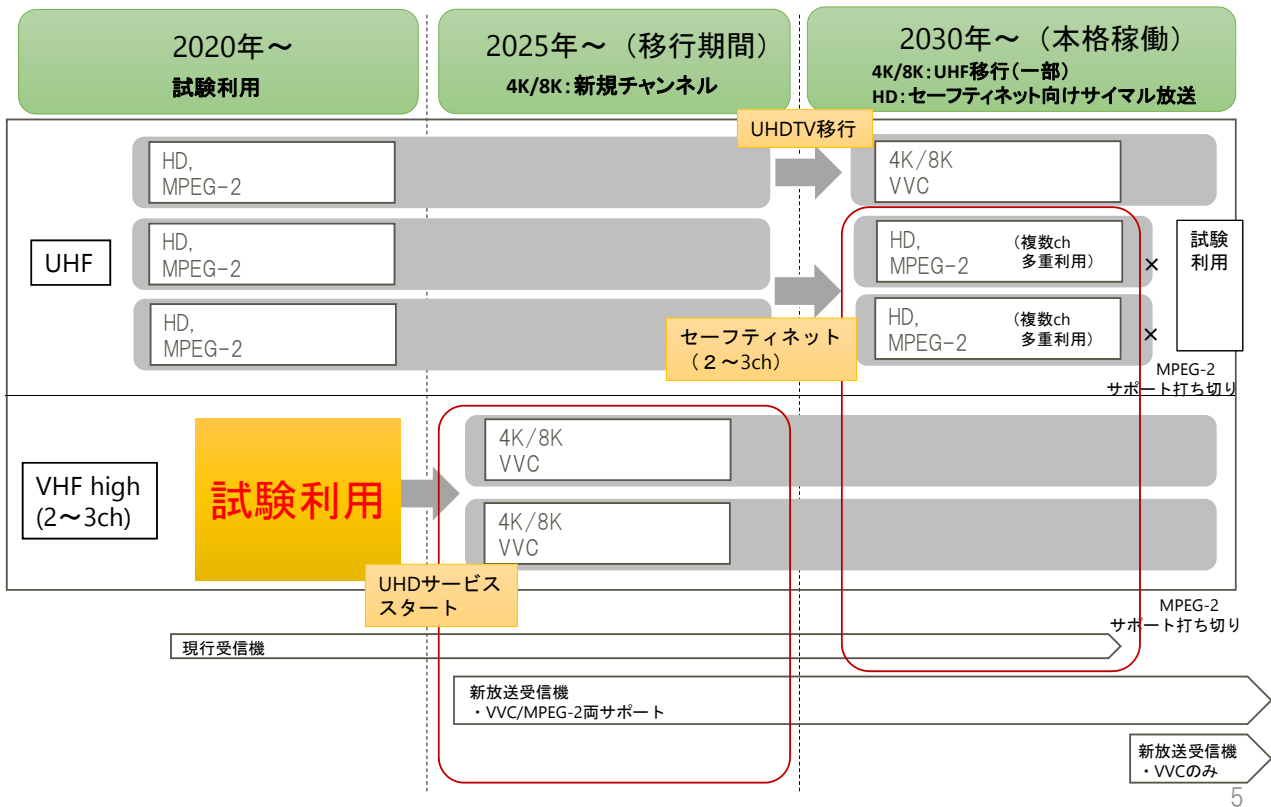 2020年～
試験利用
2025年～（移行期間）
4K/8K：新規チャンネル
2030年～（本格稼働）
4K/8K：UHF移行（一部）
HD：セーフティネット向けサイマル放送
UHDTV移行
HD,
MPEG-2
4K/8K
VVC
UHF
HD,
MPEG-2
HD,
MPEG-2
（複数ch
多重利用）
×
試験
利用
HD,
MPEG-2
セーフティネット
（２～3ch）
HD,
MPEG-2
（複数ch
多重利用）
×
MPEG-2
サポート打ち切り
VHF high
(2～3ch)
試験利用
4K/8K
VVC
4K/8K
VVC
UHDサービス
スタート
MPEG-2
サポート打ち切り
現行受信機
新放送受信機
・VVC/MPEG-2両サポート
新放送受信機
・VVCのみ
5